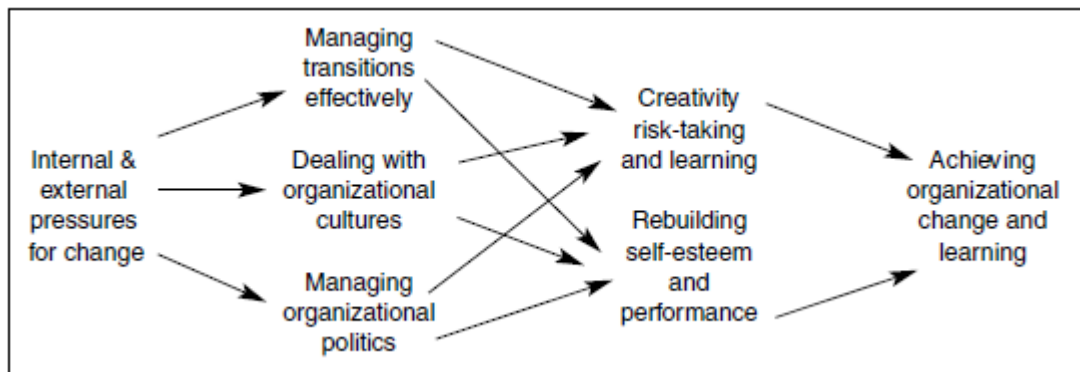 Internal &
external
pressures
for change
Managing
transitions
effectively
Dealing with
organizational
cultures
Managing
organizational
politics
Creativity
risk-taking
and learning
Rebuilding
self-esteem
and
performance
Achieving
organizational
change and
learning